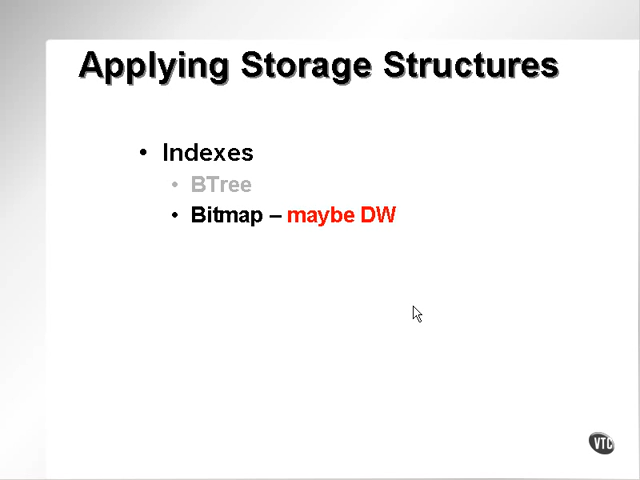 Applying Storage Structures
• Indexes
• BTree
• Bitmap – maybe DW
VTC